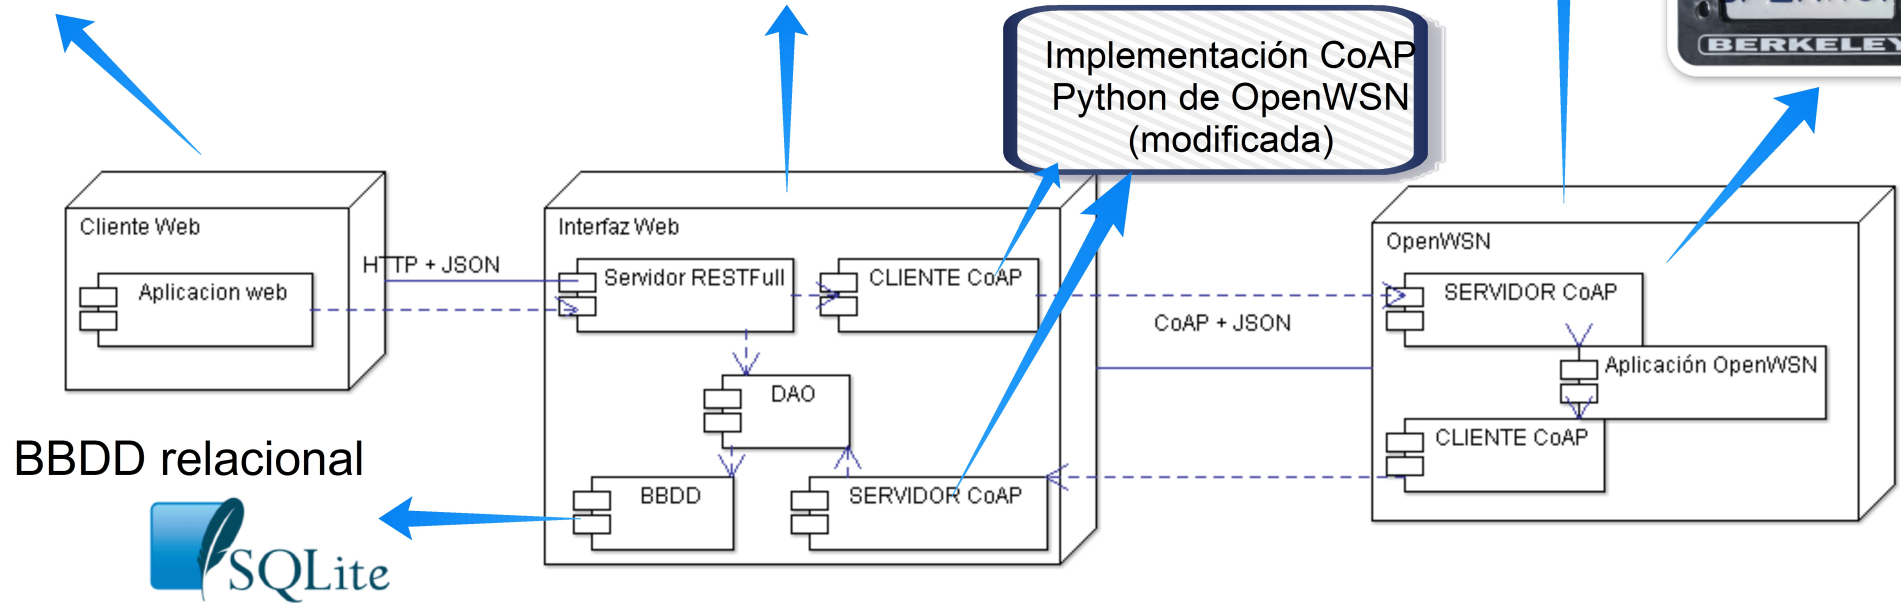 BERKELEY
Implementación CoAP
Python de OpenWSN
(modificada)
Cliente Web
Aplicacion web
HTTP + JSON
Interfaz Web
Servidor RESTFull
CLIENTE CoAP
DAO
BBDD
SERVIDOR CoAP
CoAP + JSON
OpenWSN
SERVIDOR CoAP
Aplicación OpenWSN
CLIENTE CoAP
BBDD relacional
SQLite